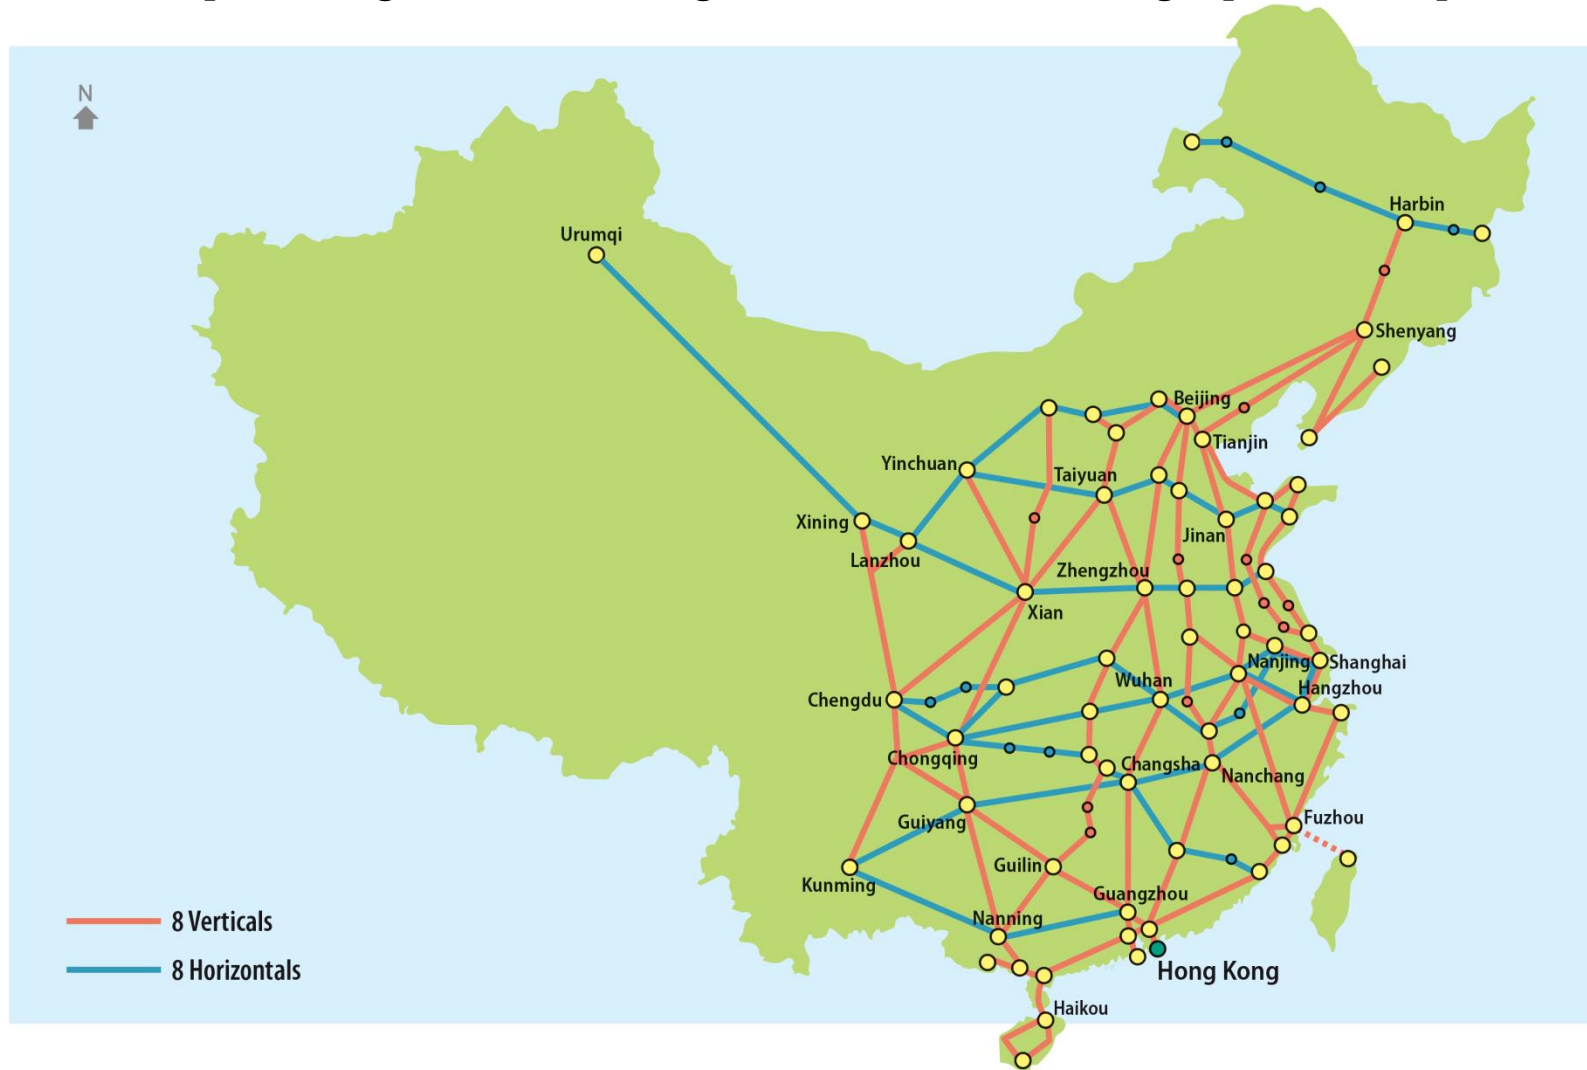 N
Harbin
Urumqi
Shenyang
Beijing
Tianjin
Yinchuan
Taiyuan
Xining
Jinan
Lanzhou
Zhengzhou
Xian
Nanjing
Shanghai
Wuhan
Hangzhou
Chengdu
Chongqing
Changsha
Nanchang
Guiyang
Fuzhou
Guilin
Kunming
Guangzhou
Nanning
8 Verticals
8 Horizontals
Hong Kong
Haikou